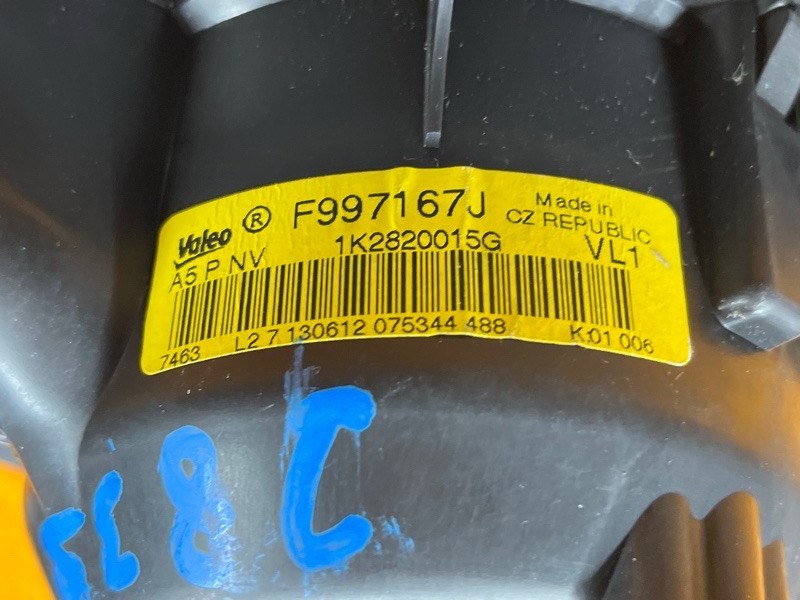 Valeo ® F997167J Made in
CZ REPUBLIC
1K2820015G VL1
A5 P NV
7463 L2 7 130612 075344 488 K:01 006